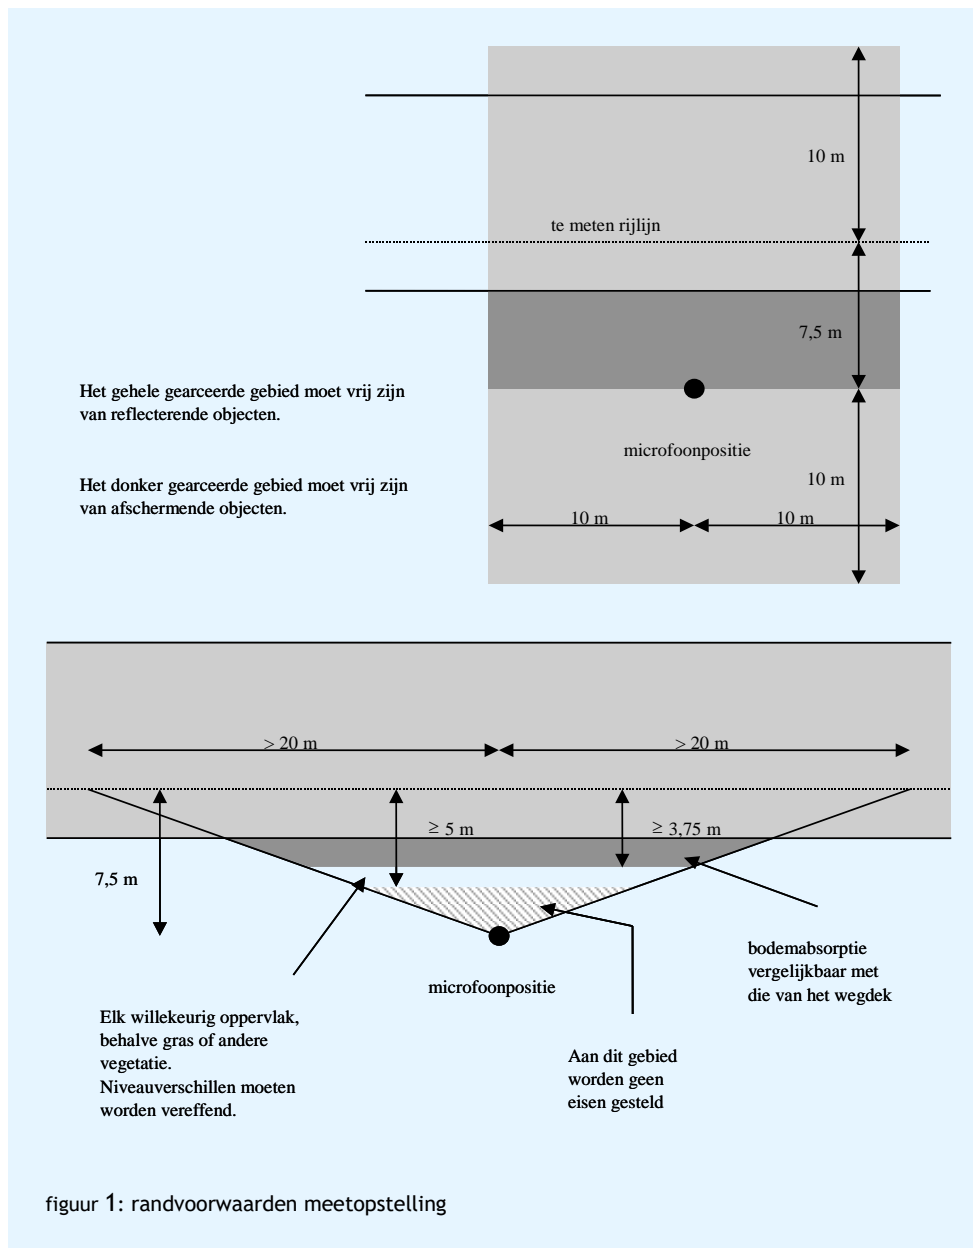 10 m
te meten rijlijn
7,5 m
Het gehele gearceerde gebied moet vrij zijn
van reflecterende objecten.
microfoonpositie
10 m
Het donker gearceerde gebied moet vrij zijn
van afschermende objecten.
10 m
10 m
> 20 m
> 20 m
≥ 5 m
≥ 3,75 m
7,5 m
bodemabsorptie
vergelijkbaar met
die van het wegdek
microfoonpositie
Elk willekeurig oppervlak,
behalve gras of andere
vegetatie.
Niveauverschillen moeten
worden vereffend.
Aan dit gebied
worden geen
eisen gesteld
figuur 1: randvoorwaarden meetopstelling